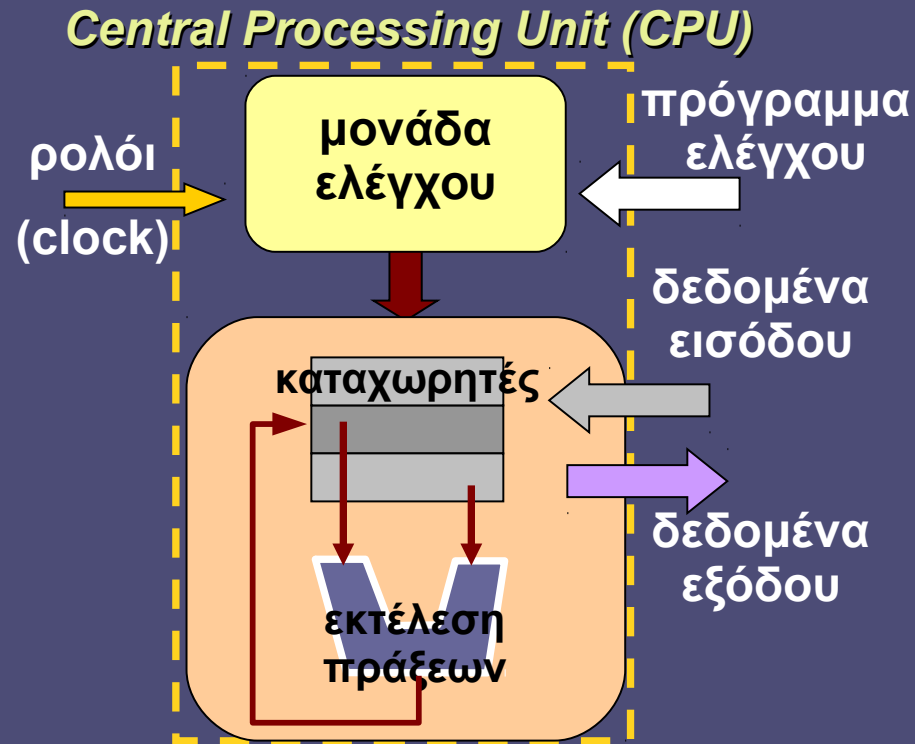 Central Processing Unit (CPU)
μονάδα
ελέγχου
ρολόι
(clock)
πρόγραμμα
ελέγχου
δεδομένα
εισόδου
καταχωρητές
δεδομένα
εξόδου
εκτέλεση
πράξεων